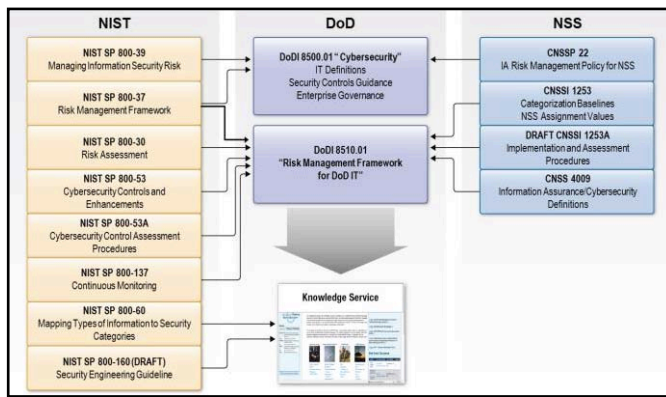 NIST
NIST SP 800-39
Managing Information Security Risk
NIST SP 800-37
Risk Management Framework
NIST SP 800-30
Risk Assessment
NIST SP 800-53
Cybersecurity Controls and
Enhancements
NIST SP 800-53A
Cybersecurity Control Assessment
Procedures
NIST SP 800-137
Continuous Monitoring
NIST SP 800-60
Mapping Types of Information to Security
Categories
NIST SP 800-160 (DRAFT)
Security Engineering Guideline
DoD
DoDI 8500.01 “Cybersecurity”
IT Definitions
Security Controls Guidance
Enterprise Governance
DoDI 8510.01
“Risk Management Framework
for DoD IT”
Knowledge Service
NSS
CNSSP 22
IA Risk Management Policy for NSS
CNSSI 1253
Categorization Baselines
NSS Assignment Values
DRAFT CNSSI 1253A
Implementation and Assessment
Procedures
CNSS 4009
Information Assurance/Cybersecurity
Definitions